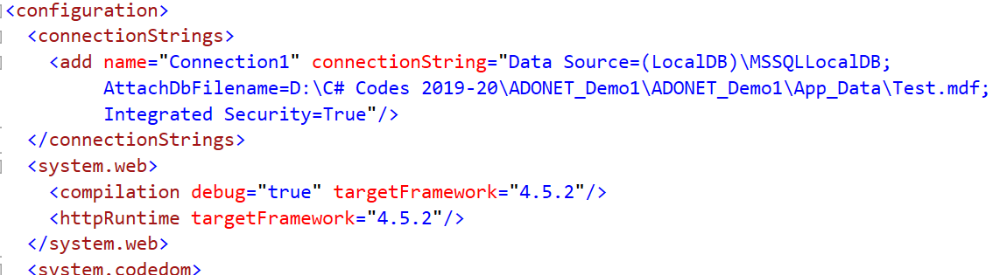 <configuration>
<connectionStrings>
<add name="Connection1" connectionString="Data Source=(LocalDB)\MSSQLLocalDB;
AttachDbFilename=D:\C# Codes 2019-20\ADONET_Demo1\ADONET_Demo1\App_Data\Test.mdf;
Integrated Security=True"/>
</connectionStrings>
<system.web>
<compilation debug="true" targetFramework="4.5.2"/>
<httpRuntime targetFramework="4.5.2"/>
</system.web>
<system.codedom>